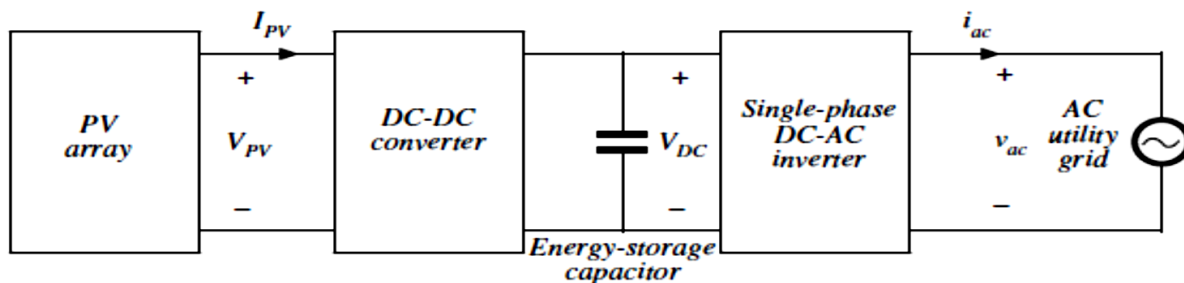 I_PV
i_ac
+
+
+
PV
array
V_PV
DC-DC
converter
V_DC
Single-phase
DC-AC
inverter
v_ac
AC
utility
grid
−
−
−
Energy-storage
capacitor